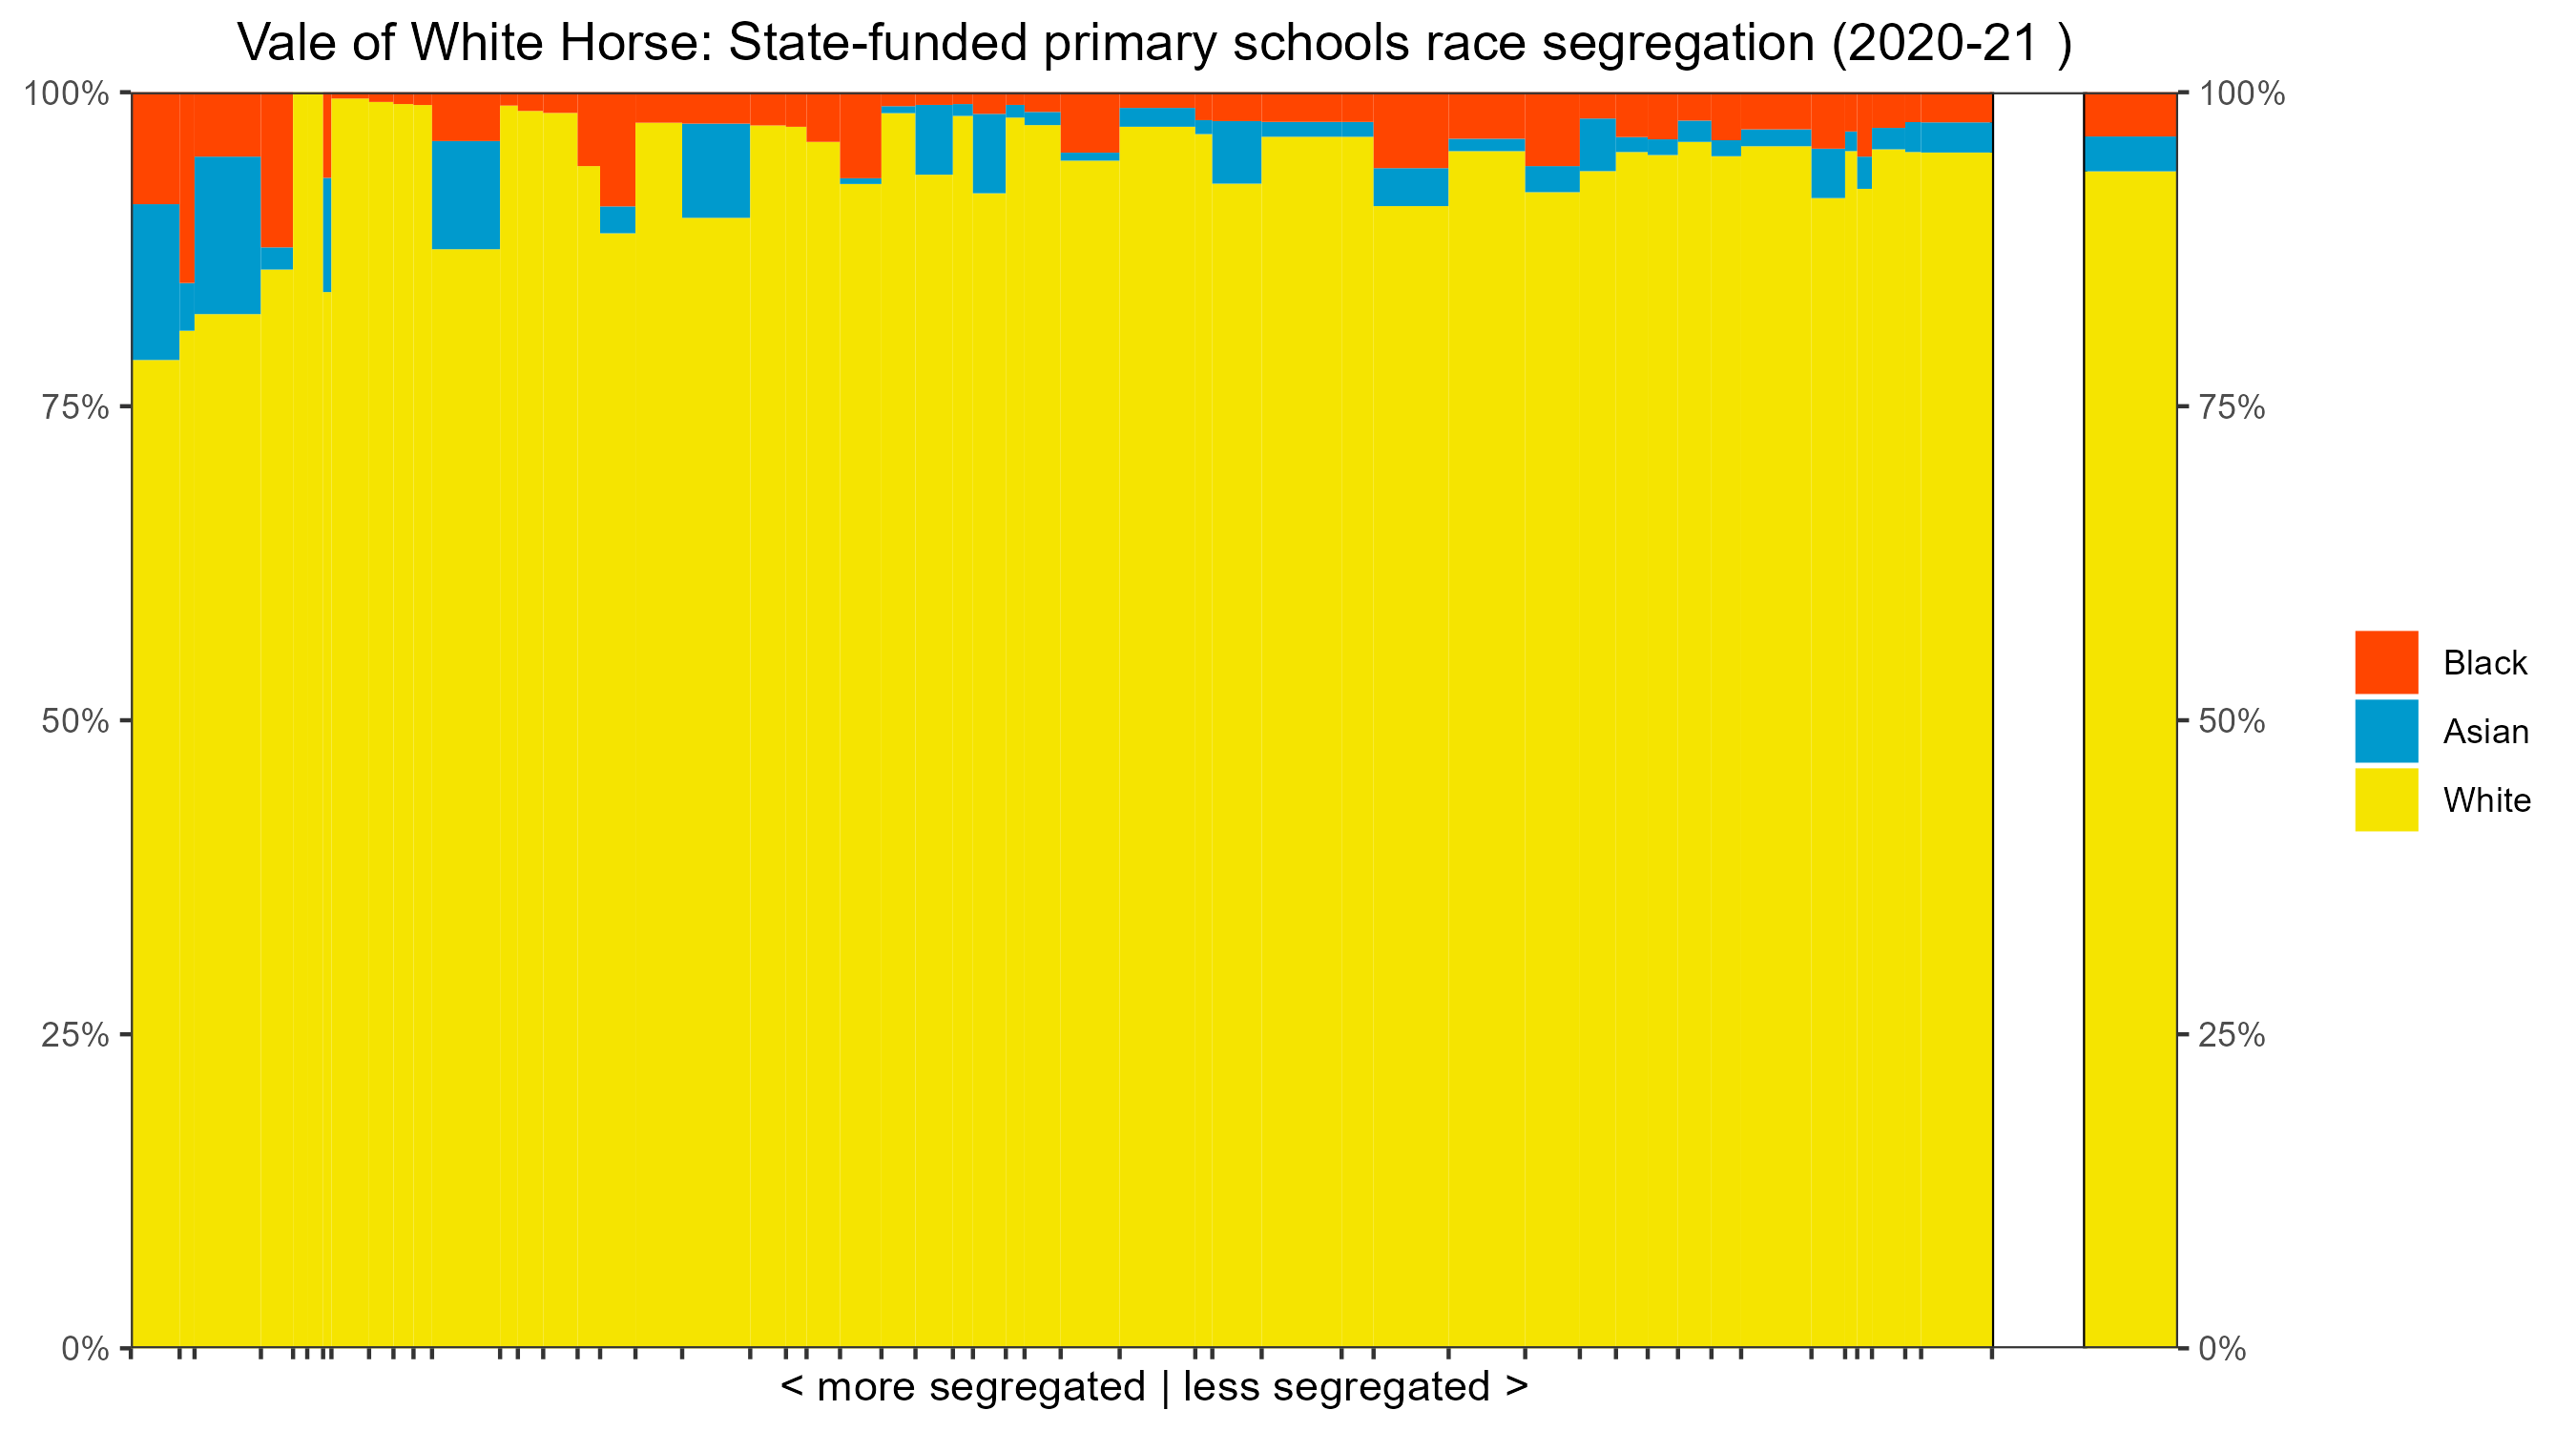 Vale of White Horse: State-funded primary schools race segregation (2020-21 )
100%
75%
50%
25%
0%
100%
75%
50%
25%
0%
Black
Asian
White
< more segregated | less segregated >